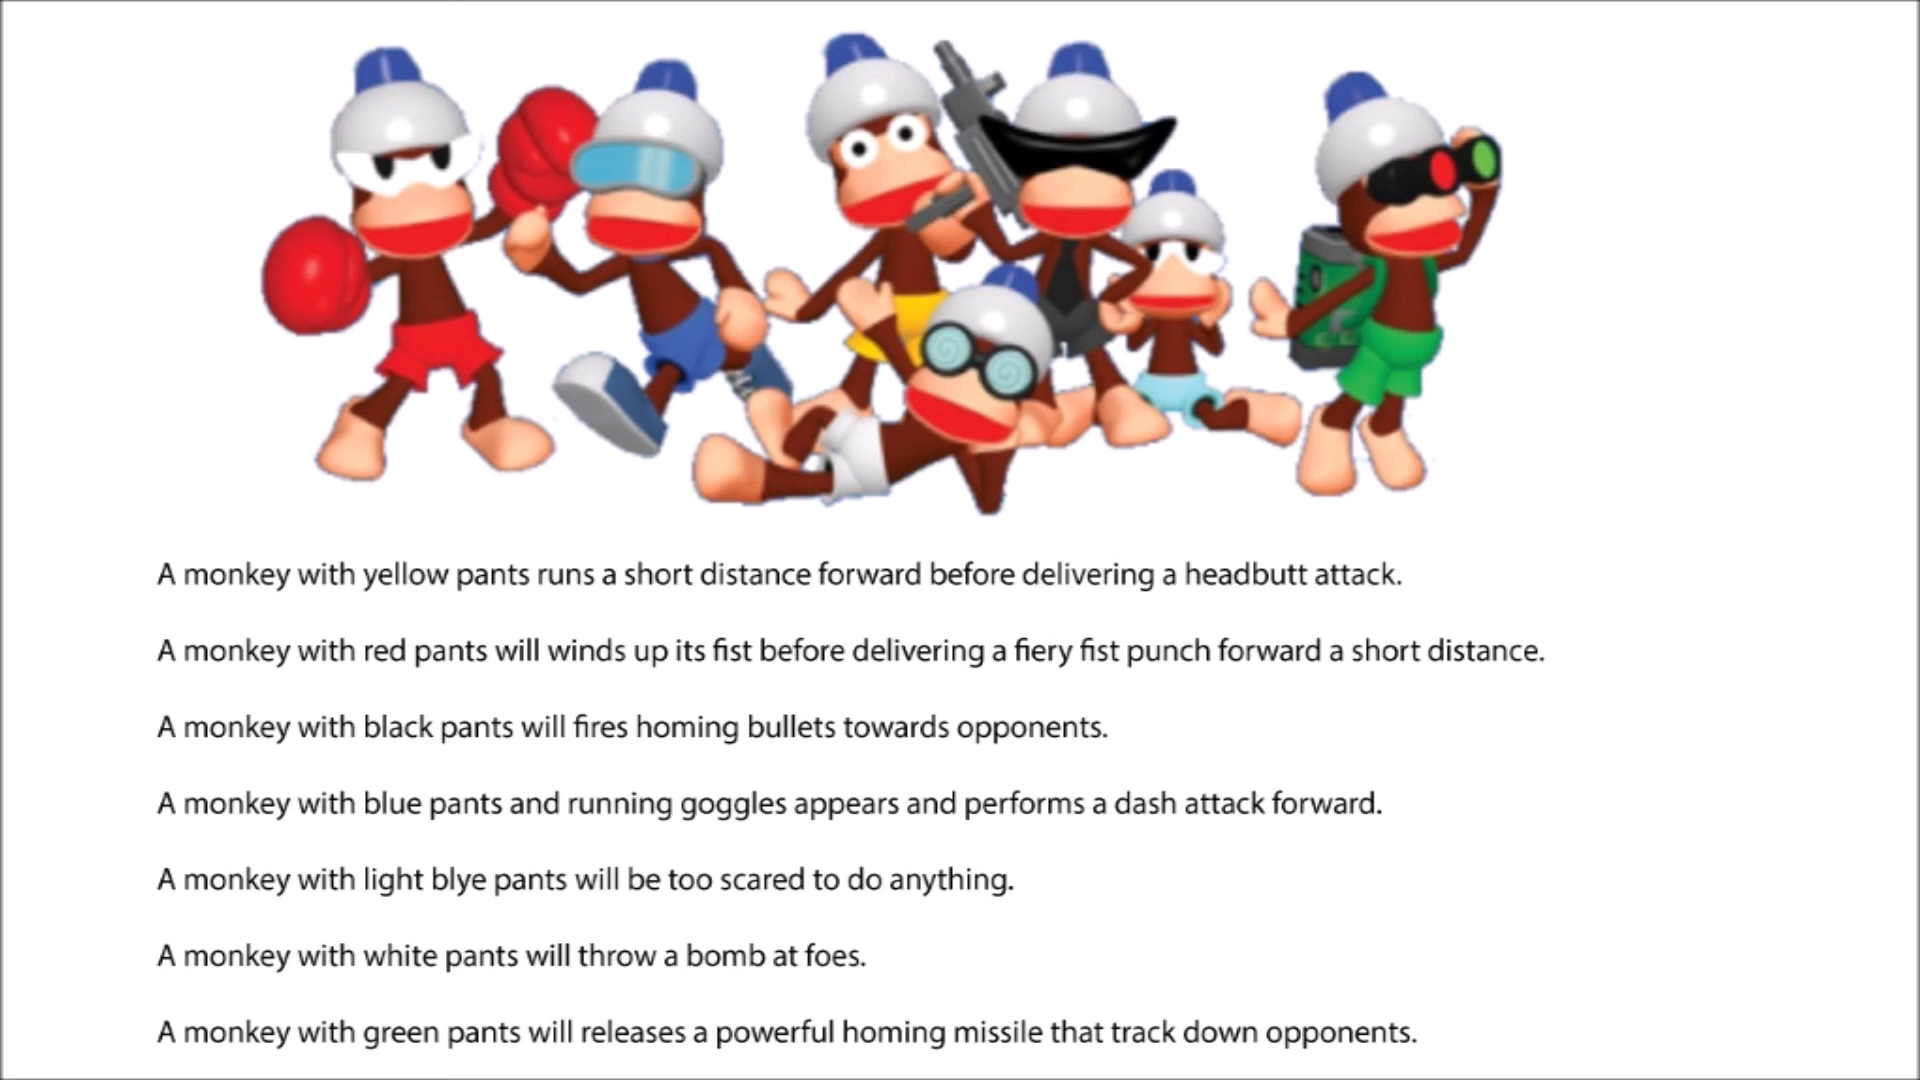 A monkey with yellow pants runs a short distance forward before delivering a headbutt attack.
A monkey with red pants will winds up its fist before delivering a fiery fist punch forward a short distance.
A monkey with black pants will fires homing bullets towards opponents.
A monkey with blue pants and running goggles appears and performs a dash attack forward.
A monkey with light blye pants will be too scared to do anything.
A monkey with white pants will throw a bomb at foes.
A monkey with green pants will releases a powerful homing missile that track down opponents.